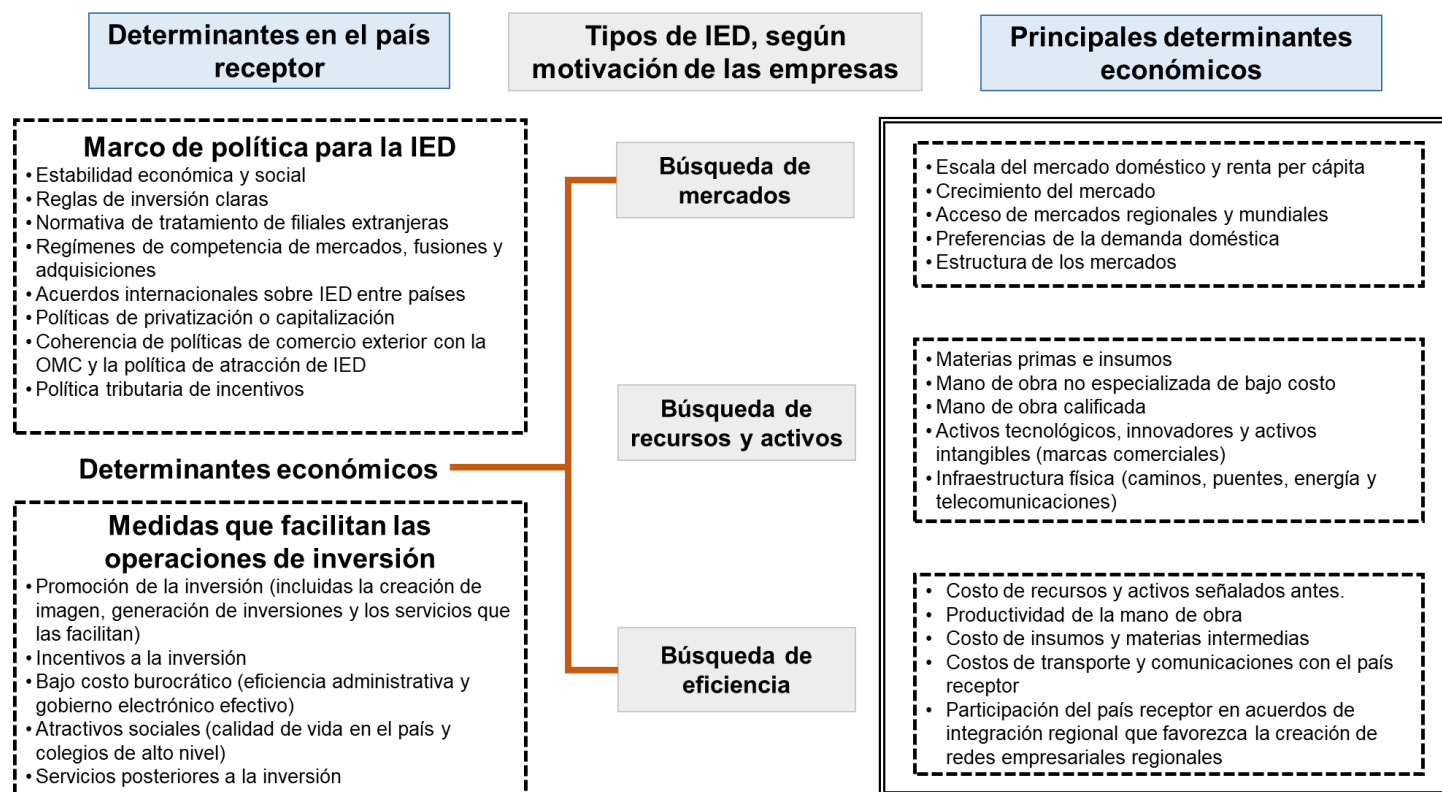 Determinantes en el país
receptor
Tipos de IED, según
motivación de las empresas
Principales determinantes
económicos
Marco de política para la IED
• Estabilidad económica y social
• Reglas de inversión claras
• Normativa de tratamiento de filiales extranjeras
• Regímenes de competencia de mercados, fusiones y
adquisiciones
• Acuerdos internacionales sobre IED entre países
• Políticas de privatización o capitalización
• Coherencia de políticas de comercio exterior con la
OMC y la política de atracción de IED
• Política tributaria de incentivos
Determinantes económicos
Medidas que facilitan las
operaciones de inversión
• Promoción de la inversión (incluidas la creación de
imagen, generación de inversiones y los servicios que
las facilitan)
• Incentivos a la inversión
• Bajo costo burocrático (eficiencia administrativa y
gobierno electrónico efectivo)
• Atractivos sociales (calidad de vida en el país y
colegios de alto nivel)
• Servicios posteriores a la inversión
Búsqueda de
mercados
Búsqueda de
recursos y activos
Búsqueda de
eficiencia
• Escala del mercado doméstico y renta per cápita
• Crecimiento del mercado
• Acceso de mercados regionales y mundiales
• Preferencias de la demanda doméstica
• Estructura de los mercados
• Materias primas e insumos
• Mano de obra no especializada de bajo costo
• Mano de obra calificada
• Activos tecnológicos, innovadores y activos
intangibles (marcas comerciales)
• Infraestructura física (caminos, puentes, energía y
telecomunicaciones)
• Costo de recursos y activos señalados antes.
• Productividad de la mano de obra
• Costo de insumos y materias intermedias
• Costos de transporte y comunicaciones con el país
receptor
• Participación del país receptor en acuerdos de
integración regional que favorezca la creación de
redes empresariales regionales